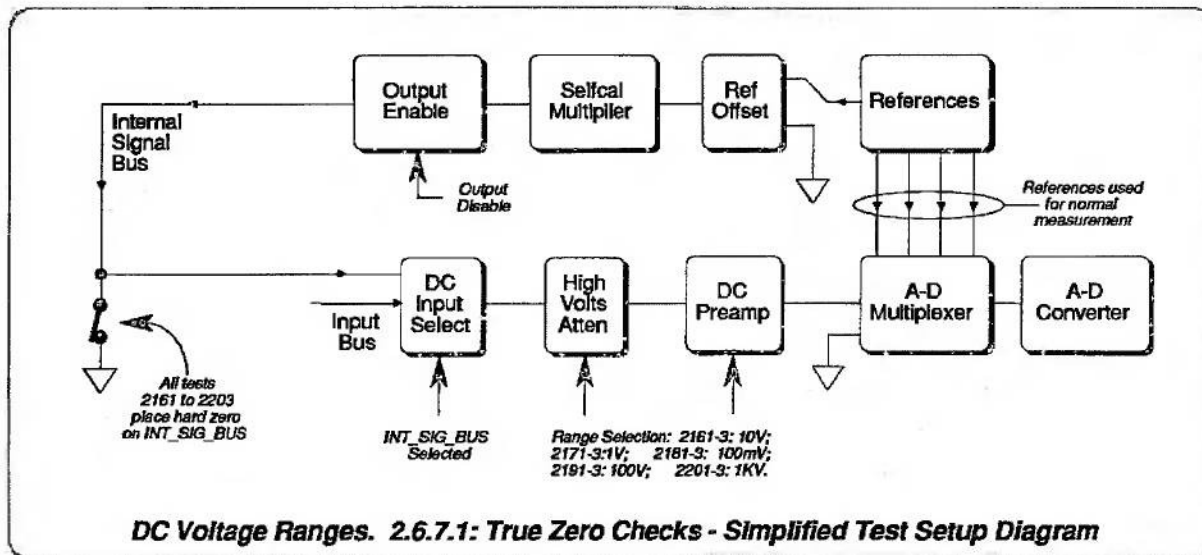 Output
Enable
Selfcal
Multiplier
Ref
Offset
References
Internal
Signal
Bus
Output
Disable
References used
for normal
measurement
DC
Input
Select
High
Volts
Atten
DC
Preamp
A-D
Multiplexer
A-D
Converter
Input
Bus
All tests
2161 to 2203
place hard zero
on INT_SIG_BUS
INT_SIG_BUS
Selected
Range Selection: 2161-3: 10V;
2171-3:1V; 2181-3: 100mV;
2191-3: 100V; 2201-3: 1KV.
DC Voltage Ranges. 2.6.7.1: True Zero Checks - Simplified Test Setup Diagram